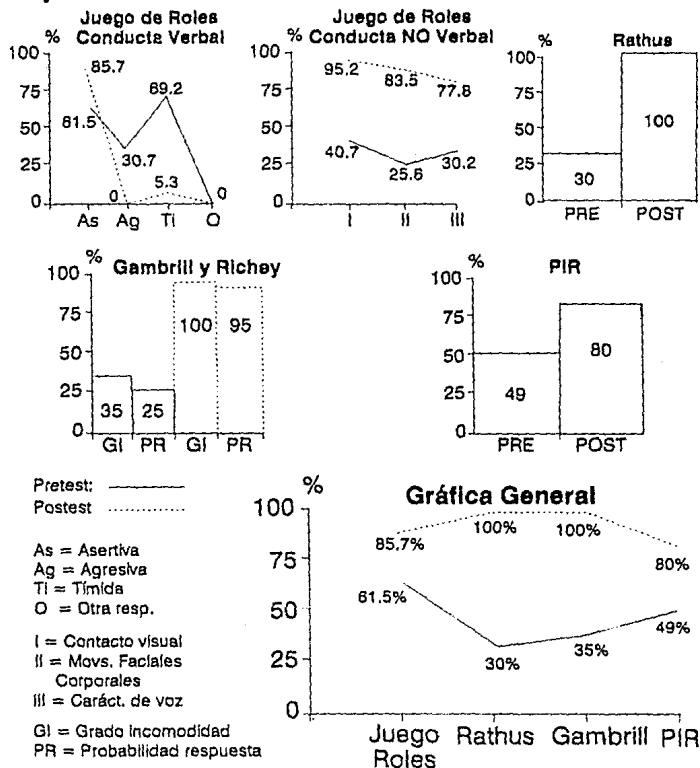 Juego de Roles
% Conducta Verbal
100
75
50
25
0
85.7
81.5
30.7
69.2
0
5.3
0
As Ag Ti O
Juego de Roles
% Conducta NO Verbal
100
75
50
25
0
95.2
83.5
77.8
40.7
25.6
30.2
I II III
% Rathus
100
75
50
25
0
30
100
PRE POST
% Gambrill y Richey
100
75
50
25
0
35
25
100
95
GI PR GI PR
% PIR
100
75
50
25
0
49
80
PRE POST
Pretest:
Postest
As = Asertiva
Ag = Agresiva
Ti = Tímida
O = Otra resp.
I = Contacto visual
II = Movs. Faciales
Corporales
III = Caráct. de voz
GI = Grado incomodidad
PR = Probabilidad respuesta
% Gráfica General
100
75
50
25
0
85.7%
100%
100%
80%
61.5%
30%
35%
49%
Juego Rathus Gambrill PIR
Roles